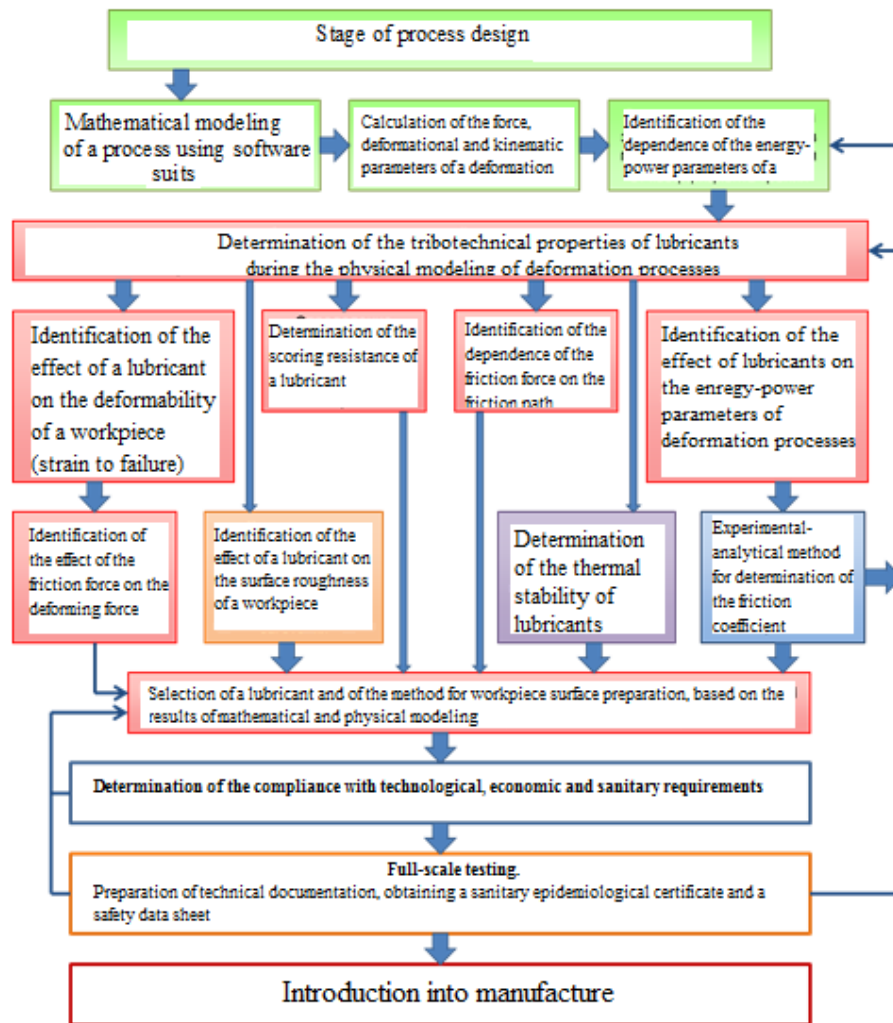 Stage of process design
Mathematical modeling
of a process using software
suits
Calculation of the force,
deformational and kinematic
parameters of a deformation
Identification of the
dependence of the energy-
power parameters of a
Determination of the tribotechnical properties of lubricants
during the physical modeling of deformation processes
Identification of the
effect of a lubricant
on the deformability
of a workpiece
(strain to failure)
Determination of the
scoring resistance of
a lubricant
Identification of the
dependence of the
friction force on the
friction path
Identification of the
effect of lubricants on
the enregy-power
parameters of
deformation processes
Identification of
the effect of the
friction force on the
deforming force
Identification of the
effect of a lubricant on
the surface roughness
of a workpiece
Determination
of the thermal
stability of
lubricants
Experimental-
analytical method
for determination of
the friction
coefficient
Selection of a lubricant and of the method for workpiece surface preparation, based on the
results of mathematical and physical modeling
Determination of the compliance with technological, economic and sanitary requirements
Full-scale testing.
Preparation of technical documentation, obtaining a sanitary epidemiological certificate and a
safety data sheet
Introduction into manufacture